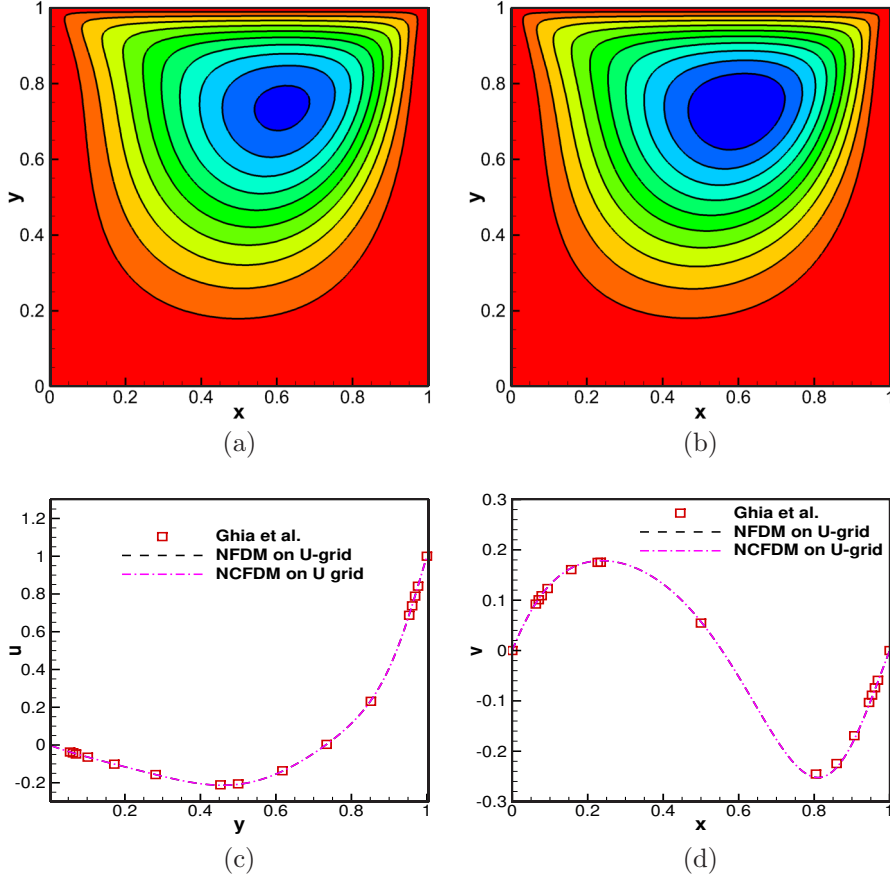 y
1
0.8
0.6
0.4
0.2
0
0 0.2 0.4 0.6 0.8 1
x
(a)
y
1
0.8
0.6
0.4
0.2
0
0 0.2 0.4 0.6 0.8 1
x
(b)
u
1.2
1
0.8
0.6
0.4
0.2
0
-0.2
Ghia et al.
NFDM on U-grid
NCFDM on U grid
0.2 0.4 0.6 0.8 1
y
(c)
v
0.3
0.2
0.1
0
-0.1
-0.2
-0.3
Ghia et al.
NFDM on U-grid
NCFDM on U-grid
0 0.2 0.4 0.6 0.8 1
x
(d)